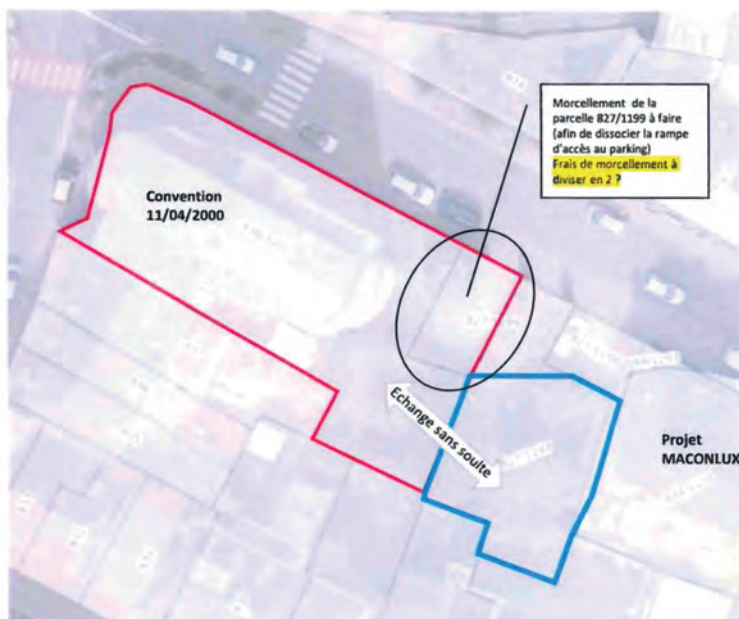 Morcellement de la
parcelle 827/1199 à faire
(afin de dissocier la rampe
d'accès au parking)
Frais de morcellement à
diviser en 2 ?
Convention
11/04/2000
Echange sans soulte
Projet
MACONLUX